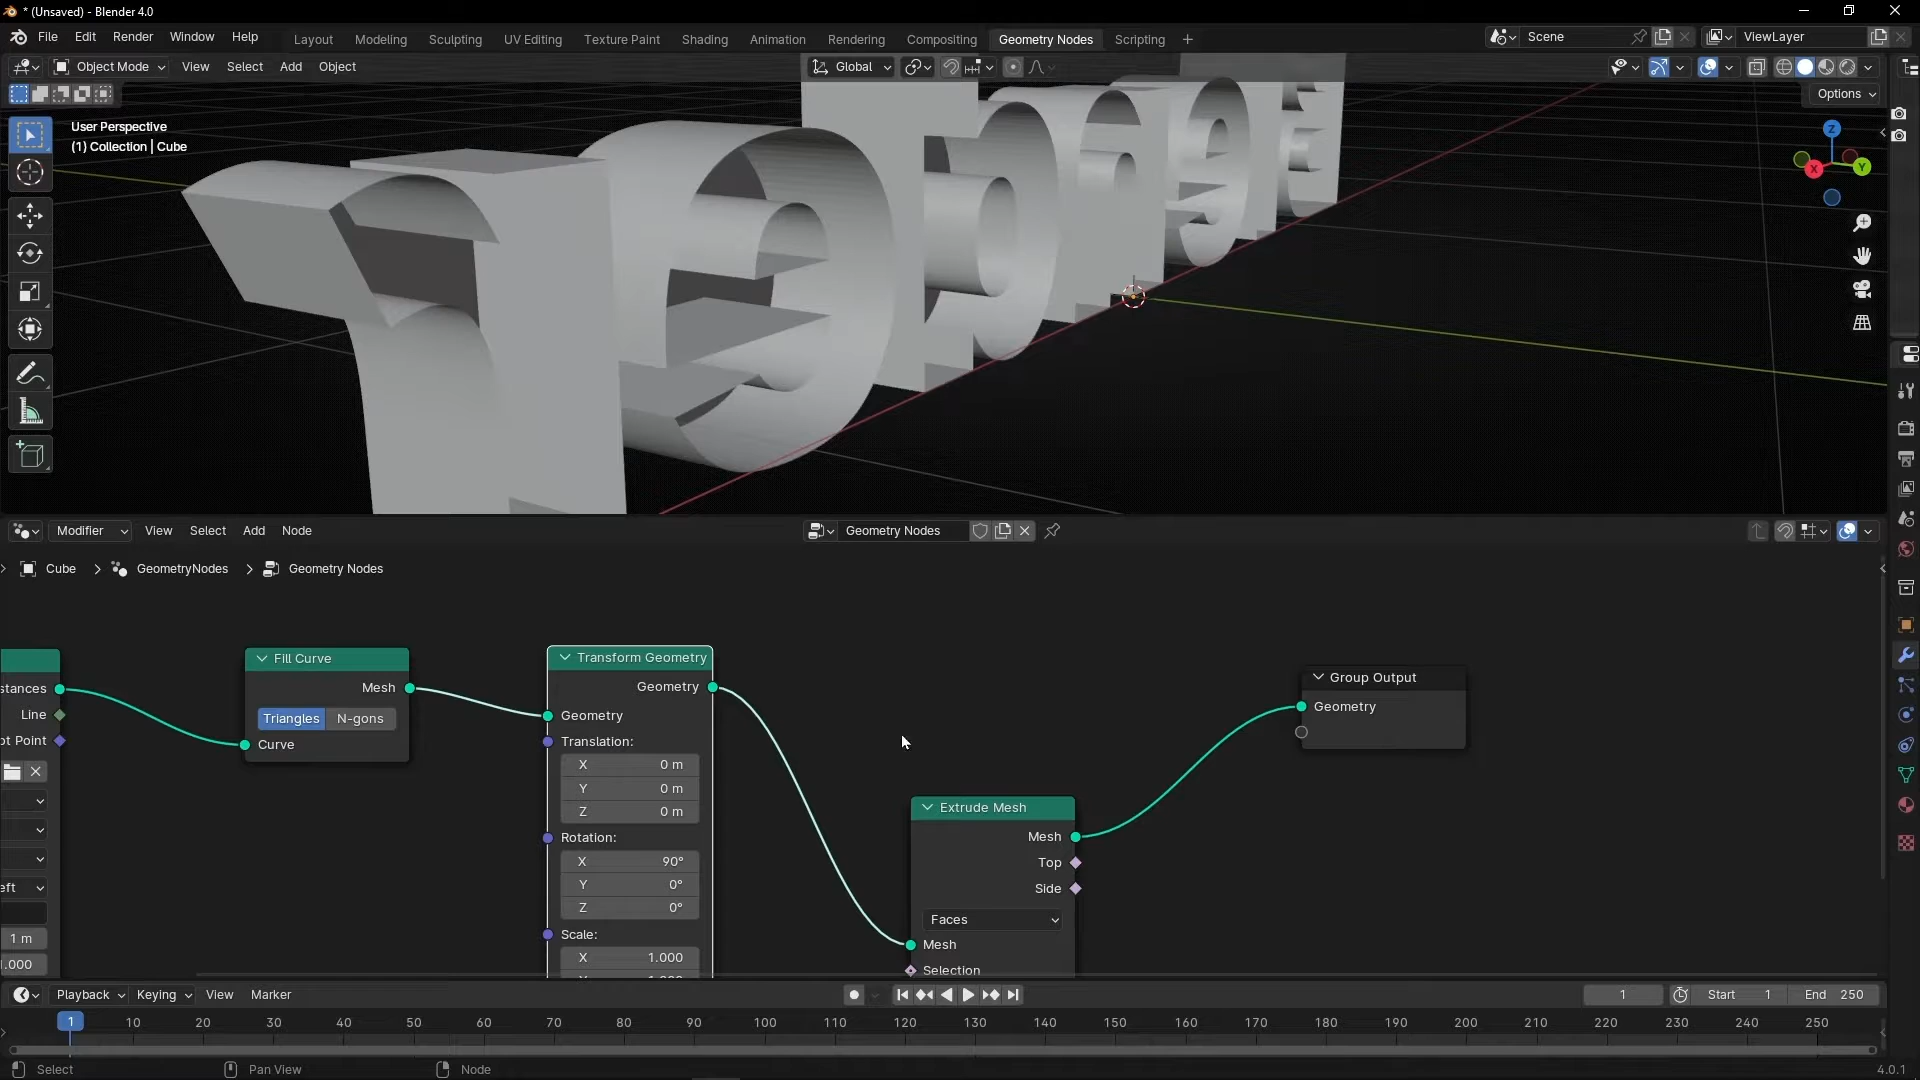 * (Unsaved) - Blender 4.0
File Edit Render Window Help Layout Modeling Sculpting UV Editing Texture Paint Shading Animation Rendering Compositing Geometry Nodes Scripting + Scene ViewLayer
Object Mode View Select Add Object Global
Options
User Perspective
(1) Collection | Cube
Z
X Y
Modifier View Select Add Node Geometry Nodes
Cube > GeometryNodes > Geometry Nodes
Fill Curve
Mesh
Triangles N-gons
Curve
stances
Line
ot Point
eft
1 m
.000
Transform Geometry
Geometry
Geometry
Translation:
X 0 m
Y 0 m
Z 0 m
Rotation:
X 90°
Y 0°
Z 0°
Scale:
X 1.000
Extrude Mesh
Mesh
Top
Side
Faces
Mesh
Selection
Group Output
Geometry
Playback Keying View Marker 1 Start 1 End 250
1 10 20 30 40 50 60 70 80 90 100 110 120 130 140 150 160 170 180 190 200 210 220 230 240 250
Select Pan View Node 4.0.1